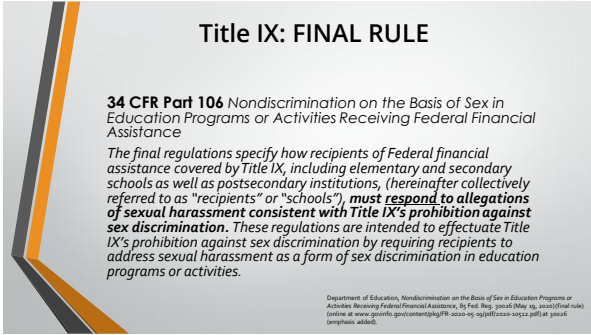 Title IX: FINAL RULE
34 CFR Part 106 Nondiscrimination on the Basis of Sex in
Education Programs or Activities Receiving Federal Financial
Assistance
The final regulations specify how recipients of Federal financial
assistance covered by Title IX, including elementary and secondary
schools as well as postsecondary institutions, (hereinafter collectively
referred to as “recipients” or “schools”), must respond to allegations
of sexual harassment consistent with Title IX’s prohibition against
sex discrimination. These regulations are intended to effectuate Title
IX’s prohibition against sex discrimination by requiring recipients to
address sexual harassment as a form of sex discrimination in education
programs or activities.
Department of Education, Nondiscrimination on the Basis of Sex in Education Programs or
Activities Receiving Federal Financial Assistance, 85 Fed. Reg. 30026 (May 19, 2020)(final rule)
(online at www.govinfo.gov/content/pkg/FR-2020-05-19/pdf/2020-10512.pdf) at 30026
(emphasis added).